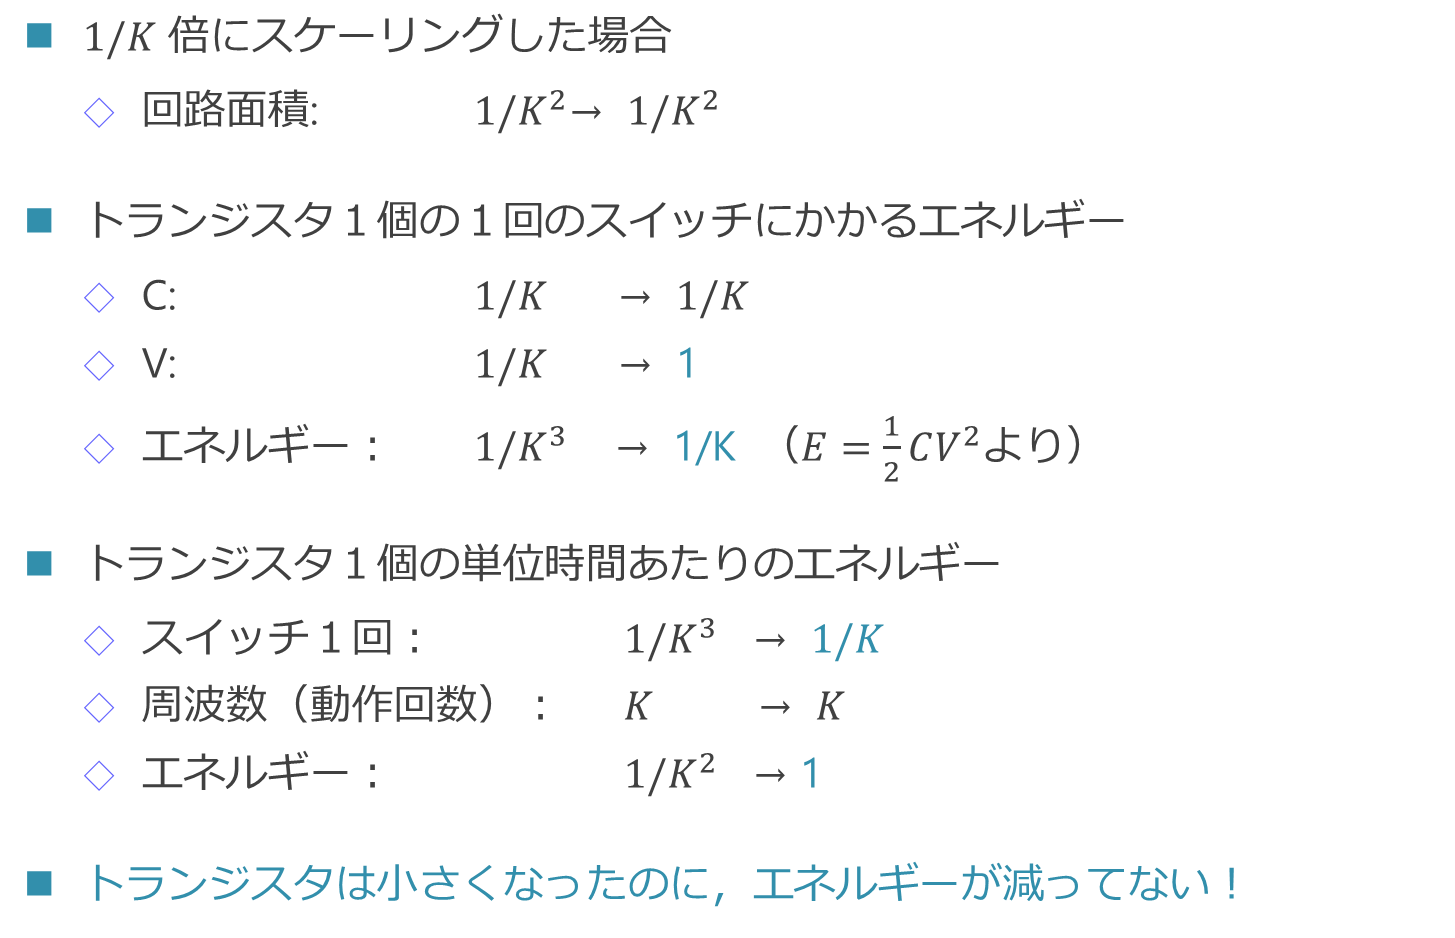 ■ 1/K 倍にスケーリングした場合
◇ 回路面積: 1/K² → 1/K²
■ トランジスタ１個の１回のスイッチにかかるエネルギー
◇ C: 1/K → 1/K
◇ V: 1/K → 1
◇ エネルギー： 1/K³ → 1/K （E = 1/2 CV²より）
■ トランジスタ１個の単位時間あたりのエネルギー
◇ スイッチ１回： 1/K³ → 1/K
◇ 周波数（動作回数）： K → K
◇ エネルギー： 1/K² → 1
■ トランジスタは小さくなったのに，エネルギーが減ってない！